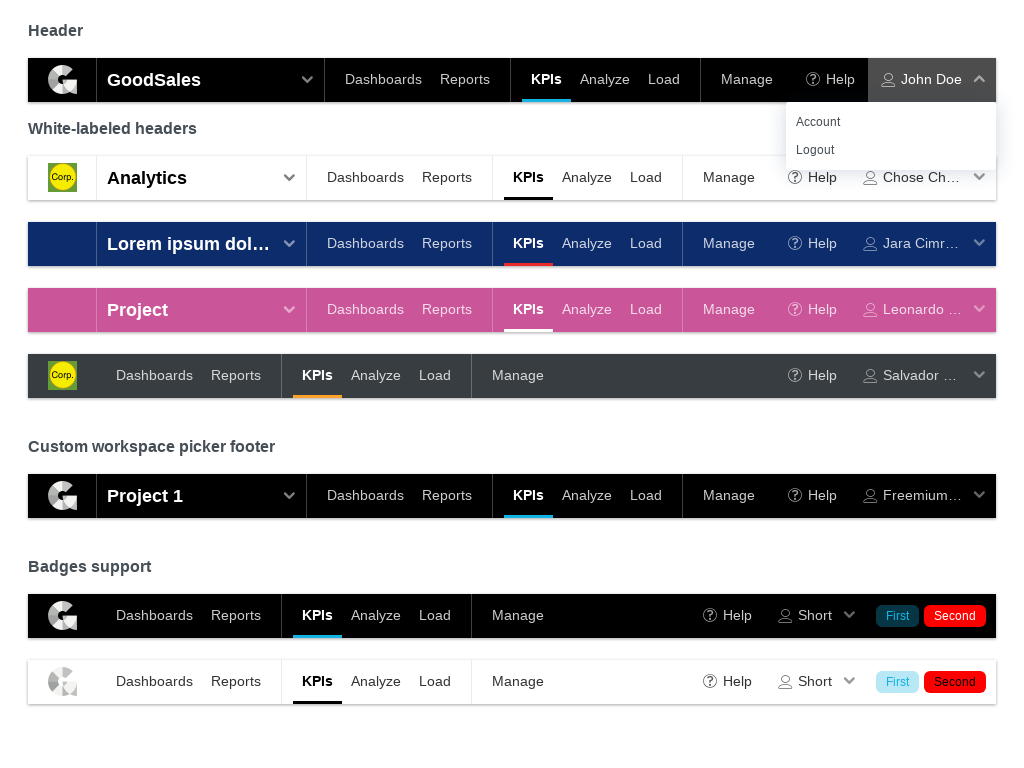 Header
GoodSales Dashboards Reports KPIs Analyze Load Manage Help John Doe
Account
Logout
White-labeled headers
Corp. Analytics Dashboards Reports KPIs Analyze Load Manage Help Chose Ch…
Lorem ipsum dol… Dashboards Reports KPIs Analyze Load Manage Help Jara Cimr…
Project Dashboards Reports KPIs Analyze Load Manage Help Leonardo …
Corp. Dashboards Reports KPIs Analyze Load Manage Help Salvador …
Custom workspace picker footer
Project 1 Dashboards Reports KPIs Analyze Load Manage Help Freemium…
Badges support
Dashboards Reports KPIs Analyze Load Manage Help Short First Second
Dashboards Reports KPIs Analyze Load Manage Help Short First Second